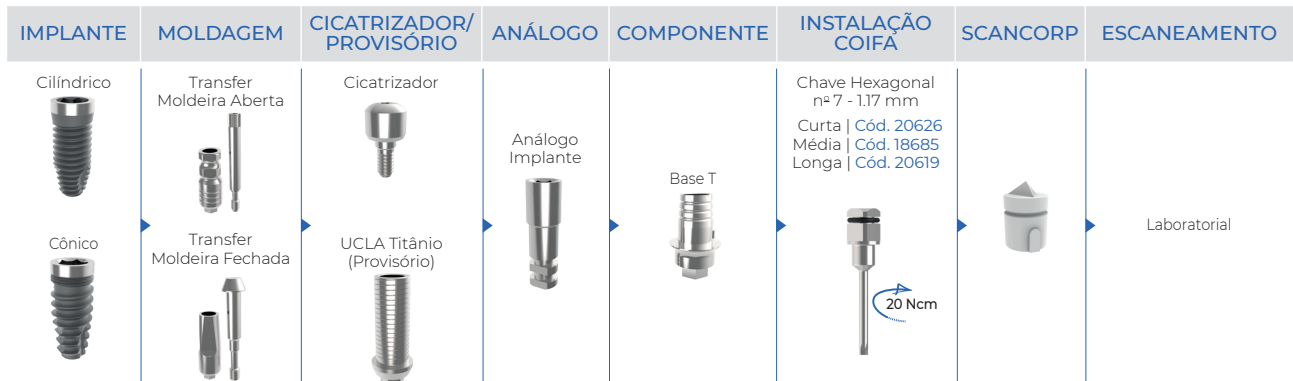 IMPLANTE
MOLDAGEM
CICATRIZADOR/
PROVISÓRIO
ANÁLOGO
COMPONENTE
INSTALAÇÃO
COIFA
SCANCORP
ESCANEAMENTO
Cilíndrico
Cônico
Transfer
Moldeira Aberta
Transfer
Moldeira Fechada
Cicatrizador
UCLA Titânio
(Provisório)
Análogo
Implante
Base T
Chave Hexagonal
nº 7 - 1.17 mm
Curta | Cód. 20626
Média | Cód. 18685
Longa | Cód. 20619
20 Ncm
Laboratorial